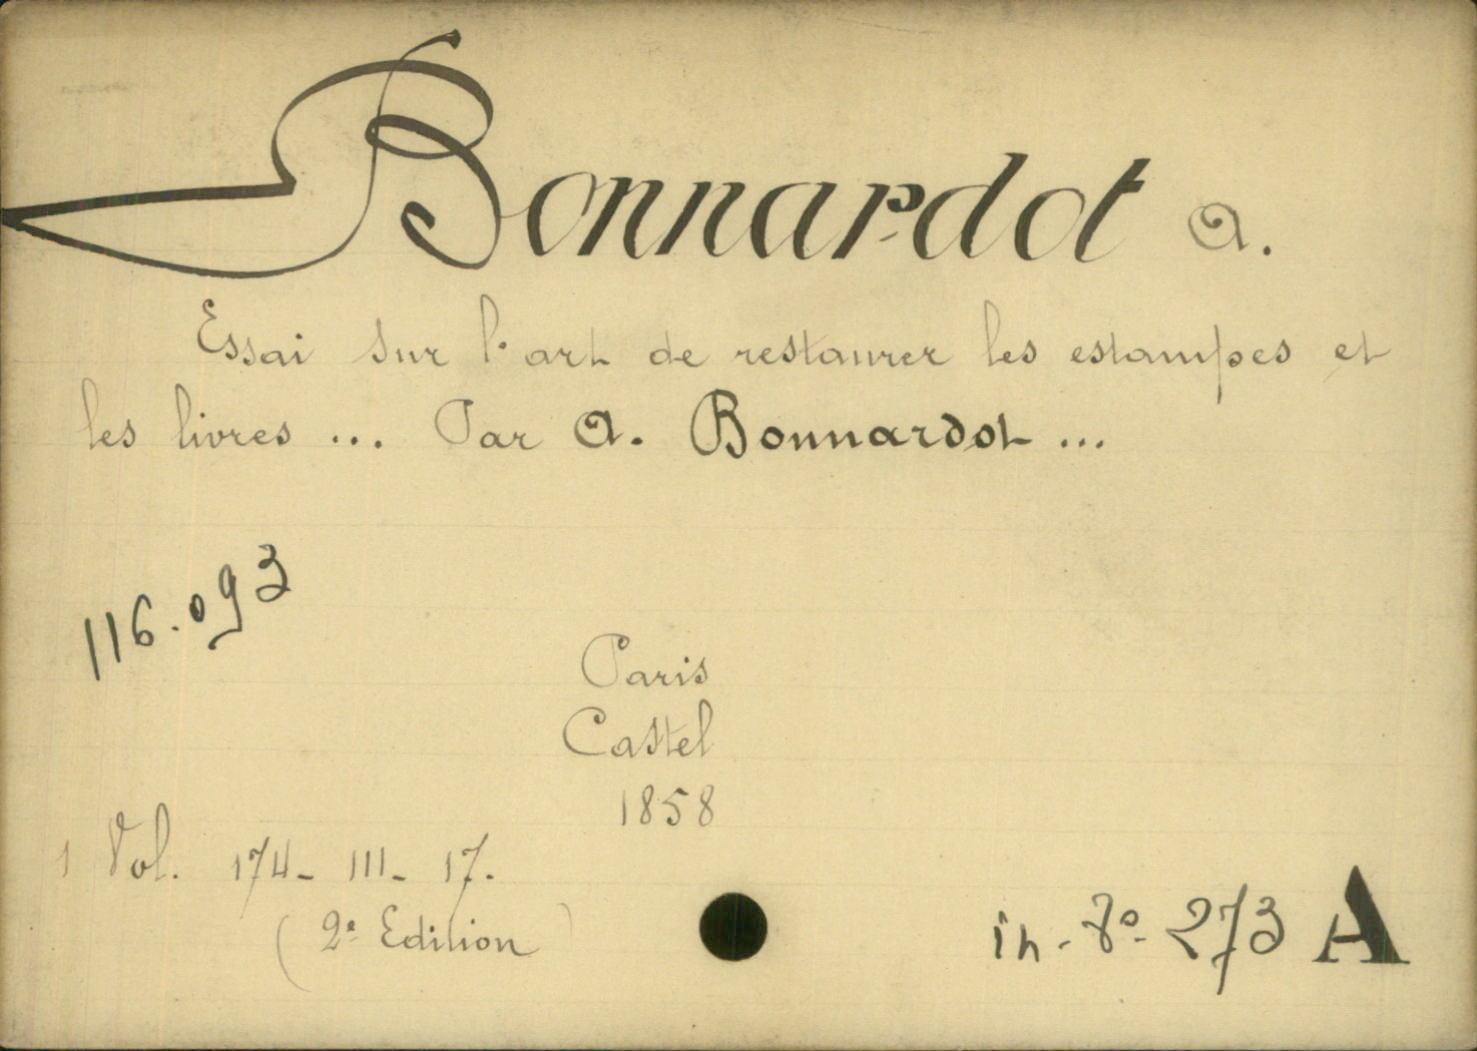 Bonnardot A.
Essai sur l'art de restaurer les estampes et
les livres ... Par A. Bonnardot ...
116.093
Paris
Castel
1858
1 Vol. 174- III- 17.
(2e Edition)
in-8o- 273 A